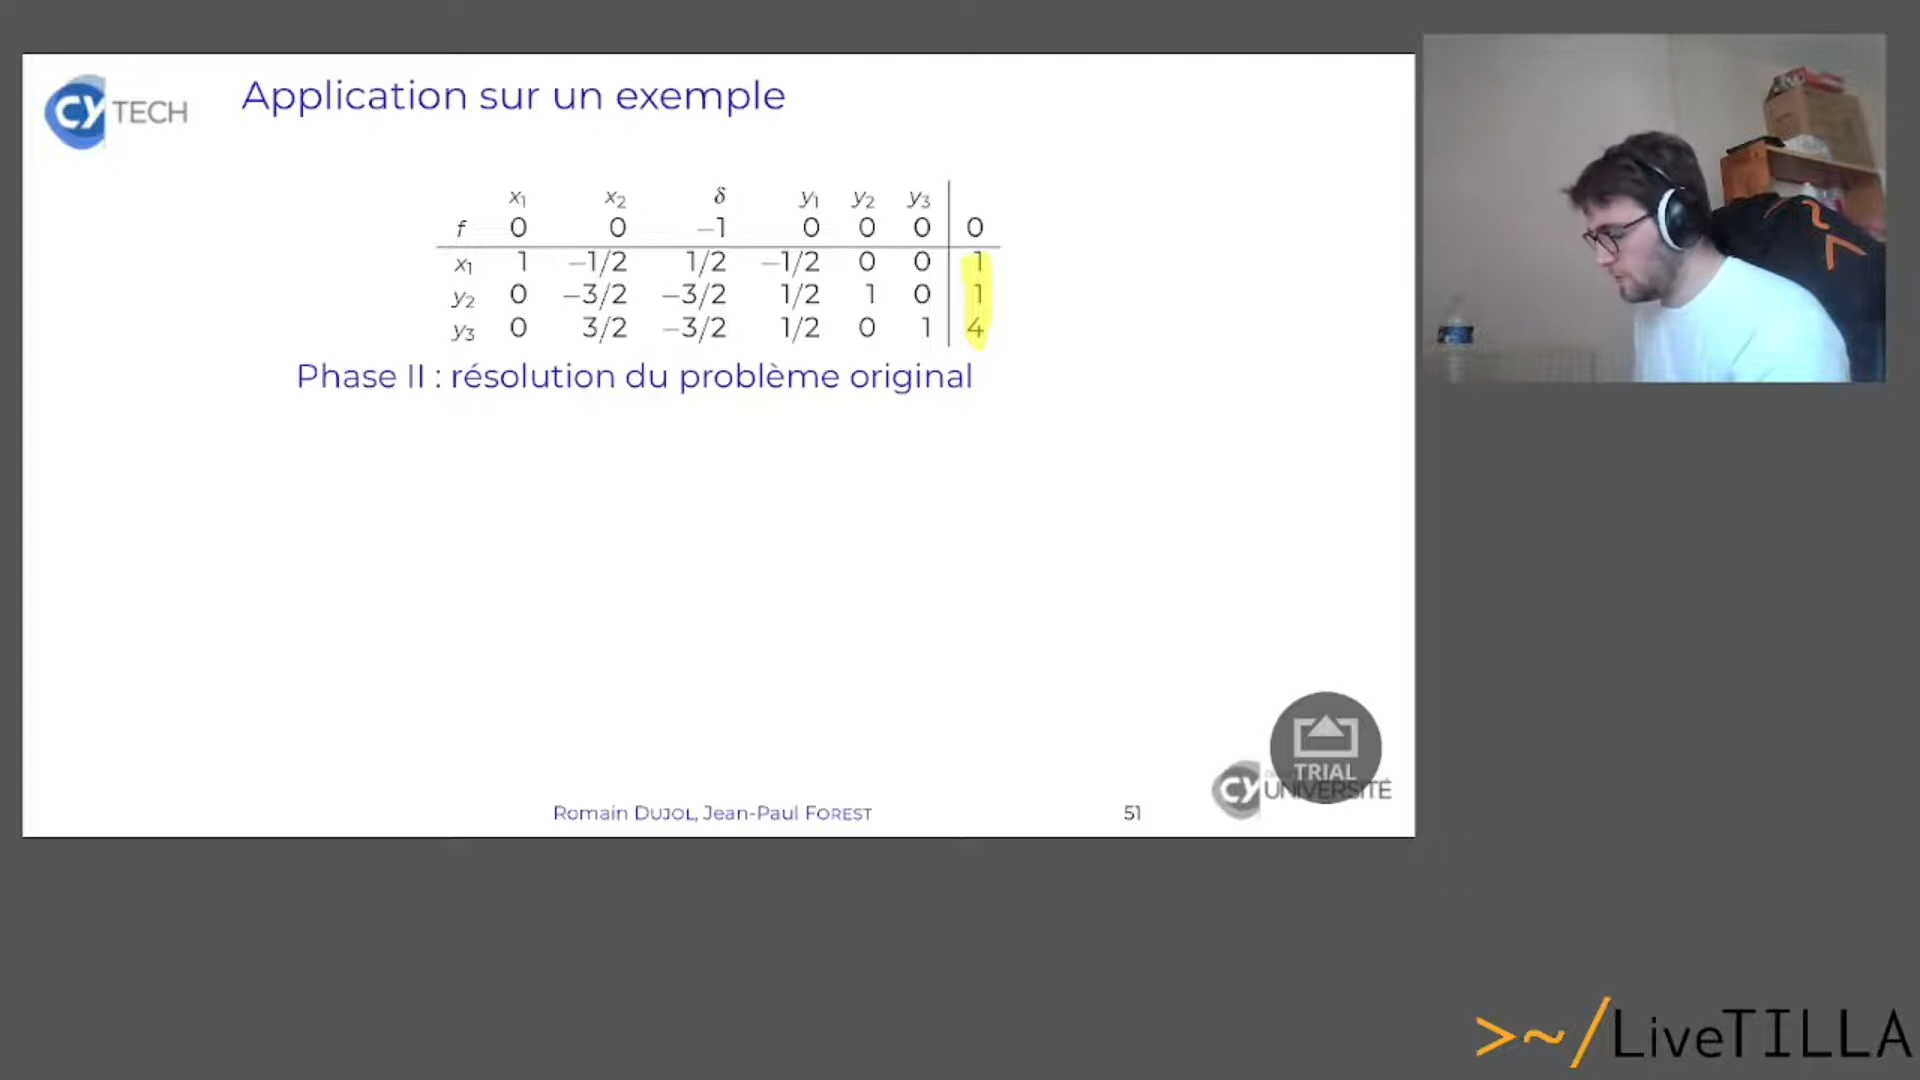 CY TECH
Application sur un exemple
x1 x2 δ y1 y2 y3
f 0 0 −1 0 0 0 0
x1 1 −1/2 1/2 −1/2 0 0 1
y2 0 −3/2 −3/2 1/2 1 0 1
y3 0 3/2 −3/2 1/2 0 1 4
Phase II : résolution du problème original
TRIAL
CY UNIVERSITÉ
Romain DUJOL, Jean-Paul FOREST 51
>~/LiveTILLA